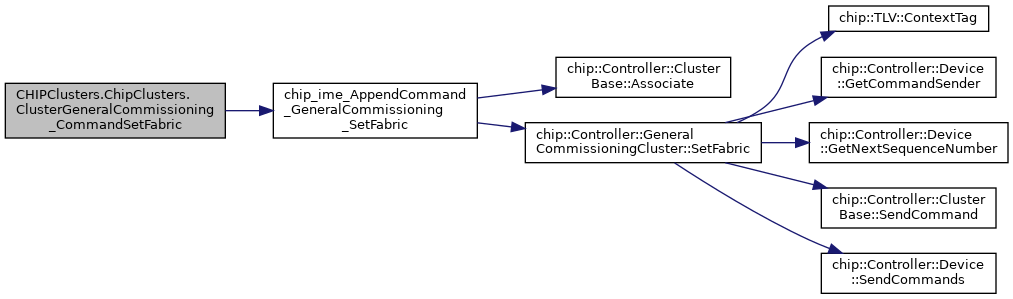 CHIPClusters.ChipClusters.
ClusterGeneralCommissioning
_CommandSetFabric
chip_ime_AppendCommand
_GeneralCommissioning
_SetFabric
chip::Controller::Cluster
Base::Associate
chip::Controller::General
CommissioningCluster::SetFabric
chip::TLV::ContextTag
chip::Controller::Device
::GetCommandSender
chip::Controller::Device
::GetNextSequenceNumber
chip::Controller::Cluster
Base::SendCommand
chip::Controller::Device
::SendCommands